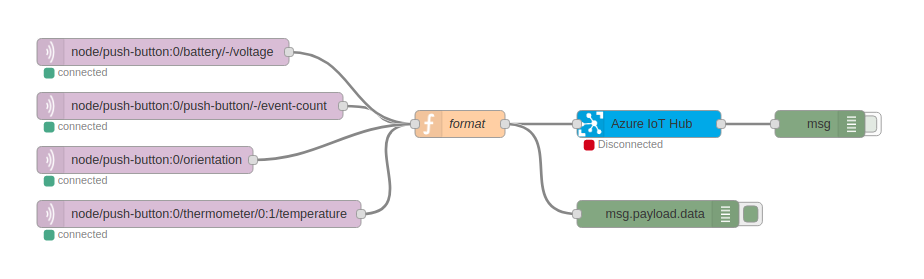 node/push-button:0/battery/-/voltage
connected
node/push-button:0/push-button/-/event-count
connected
node/push-button:0/orientation
connected
node/push-button:0/thermometer/0:1/temperature
connected
format
Azure IoT Hub
Disconnected
msg
msg.payload.data